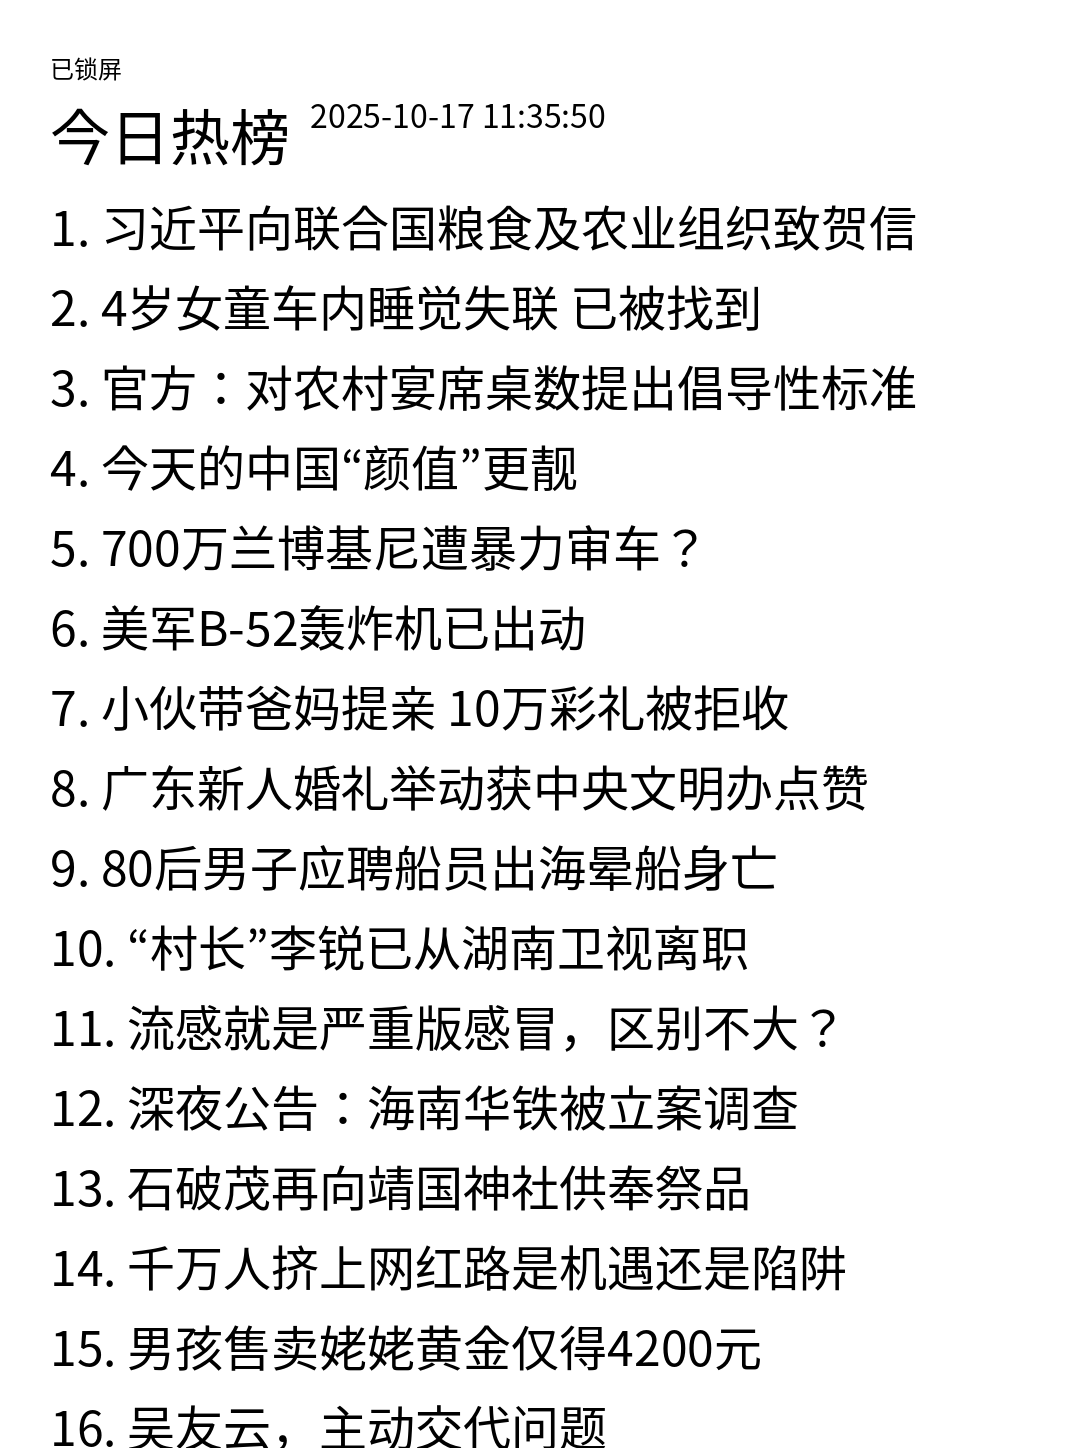 已锁屏
今日热榜 2025-10-17 11:35:50
1. 习近平向联合国粮食及农业组织致贺信
2. 4岁女童车内睡觉失联 已被找到
3. 官方：对农村宴席桌数提出倡导性标准
4. 今天的中国“颜值”更靓
5. 700万兰博基尼遭暴力审车？
6. 美军B-52轰炸机已出动
7. 小伙带爸妈提亲 10万彩礼被拒收
8. 广东新人婚礼举动获中央文明办点赞
9. 80后男子应聘船员出海晕船身亡
10. “村长”李锐已从湖南卫视离职
11. 流感就是严重版感冒，区别不大？
12. 深夜公告：海南华铁被立案调查
13. 石破茂再向靖国神社供奉祭品
14. 千万人挤上网红路是机遇还是陷阱
15. 男孩售卖姥姥黄金仅得4200元
16. 吴友云，主动交代问题